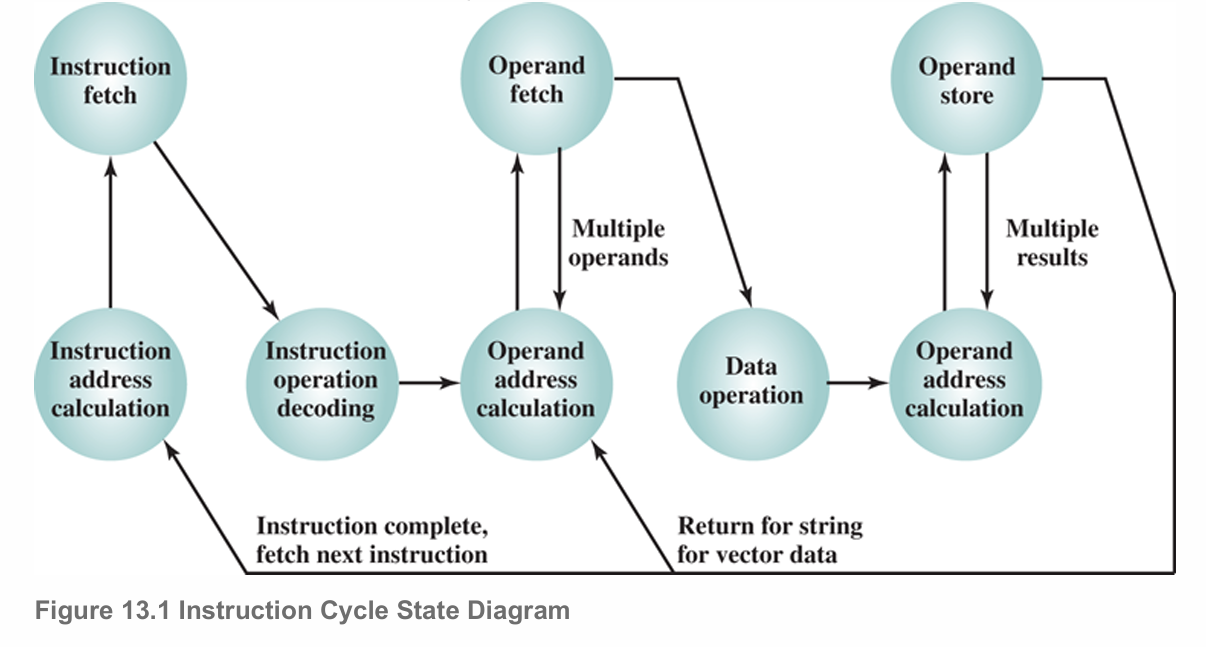 Instruction
fetch
Operand
fetch
Operand
store
Multiple
operands
Multiple
results
Instruction
address
calculation
Instruction
operation
decoding
Operand
address
calculation
Data
operation
Operand
address
calculation
Instruction complete,
fetch next instruction
Return for string
for vector data
Figure 13.1 Instruction Cycle State Diagram